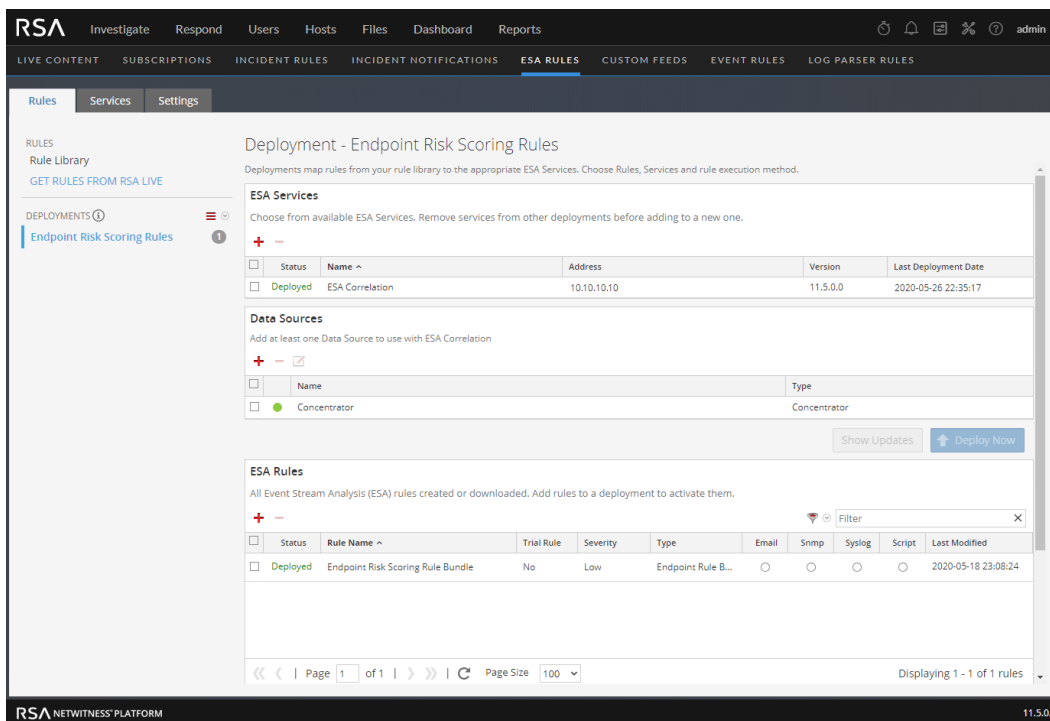 RSA Investigate Respond Users Hosts Files Dashboard Reports admin
LIVE CONTENT SUBSCRIPTIONS INCIDENT RULES INCIDENT NOTIFICATIONS ESA RULES CUSTOM FEEDS EVENT RULES LOG PARSER RULES
Rules Services Settings
RULES
Rule Library
GET RULES FROM RSA LIVE
DEPLOYMENTS
Endpoint Risk Scoring Rules 1
Deployment - Endpoint Risk Scoring Rules
Deployments map rules from your rule library to the appropriate ESA Services. Choose Rules, Services and rule execution method.
ESA Services
Choose from available ESA Services. Remove services from other deployments before adding to a new one.
Status Name Address Version Last Deployment Date
Deployed ESA Correlation 10.10.10.10 11.5.0.0 2020-05-26 22:35:17
Data Sources
Add at least one Data Source to use with ESA Correlation
Name Type
Concentrator Concentrator
Show Updates Deploy Now
ESA Rules
All Event Stream Analysis (ESA) rules created or downloaded. Add rules to a deployment to activate them.
Filter
Status Rule Name Trial Rule Severity Type Email Snmp Syslog Script Last Modified
Deployed Endpoint Risk Scoring Rule Bundle No Low Endpoint Rule B... 2020-05-18 23:08:24
Page 1 of 1 Page Size 100 Displaying 1 - 1 of 1 rules
RSA NETWITNESS® PLATFORM 11.5.0.